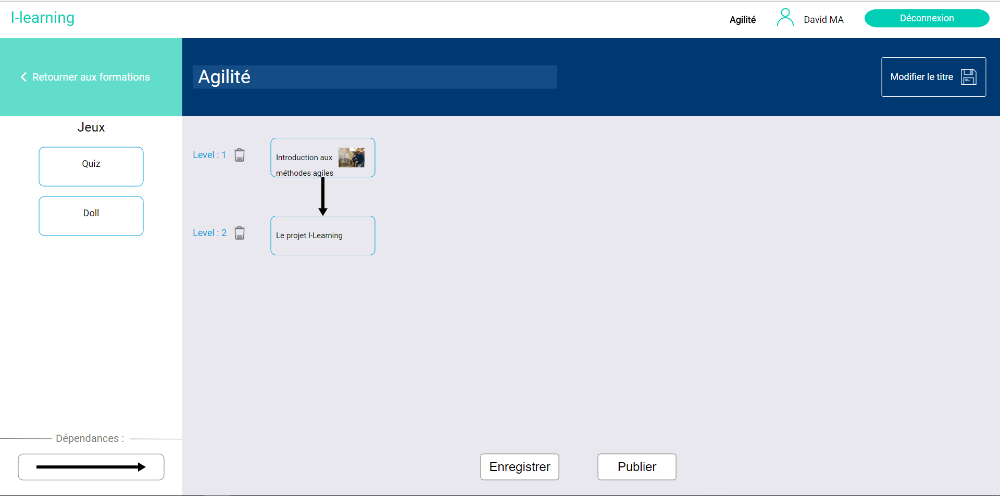 I-learning
Agilité
David MA
Déconnexion
Retourner aux formations
Agilité
Modifier le titre
Jeux
Quiz
Doll
Level : 1
Introduction aux
méthodes agiles
Level : 2
Le projet I-Learning
Dépendances :
Enregistrer
Publier